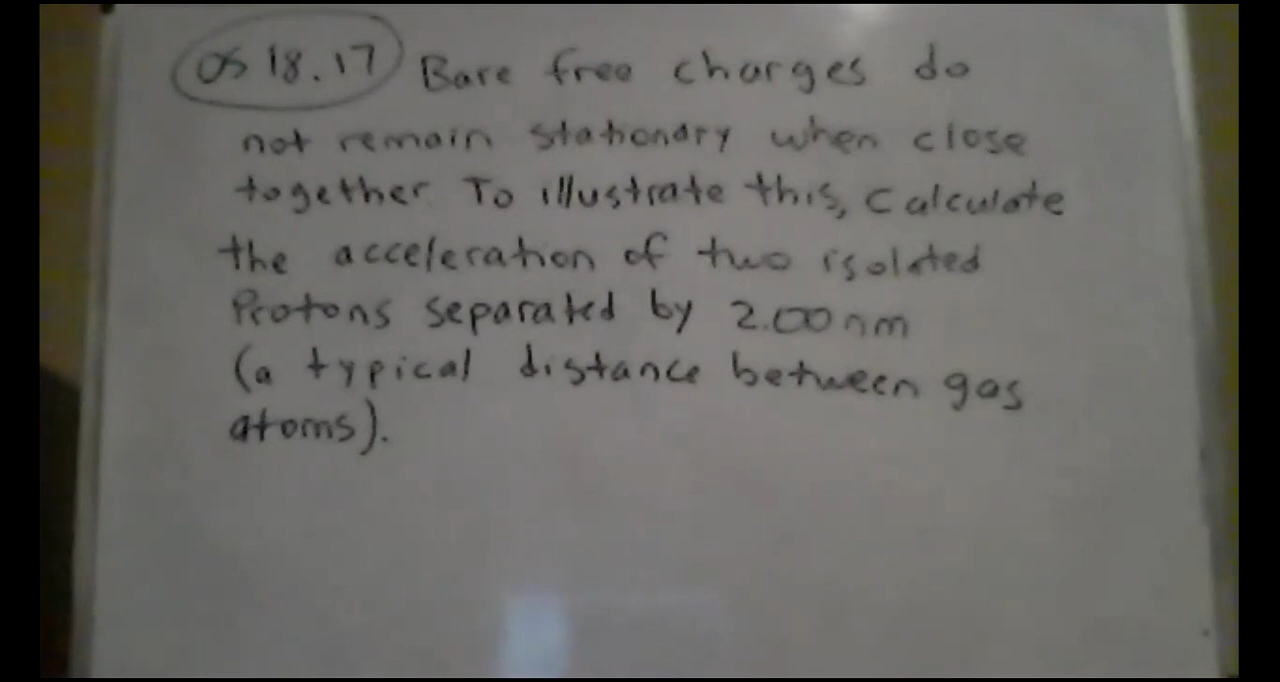 OS 18.17 Bare free charges do
not remain stationary when close
together. To illustrate this, Calculate
the acceleration of two isolated
Protons separated by 2.00 nm
(a typical distance between gas
atoms).